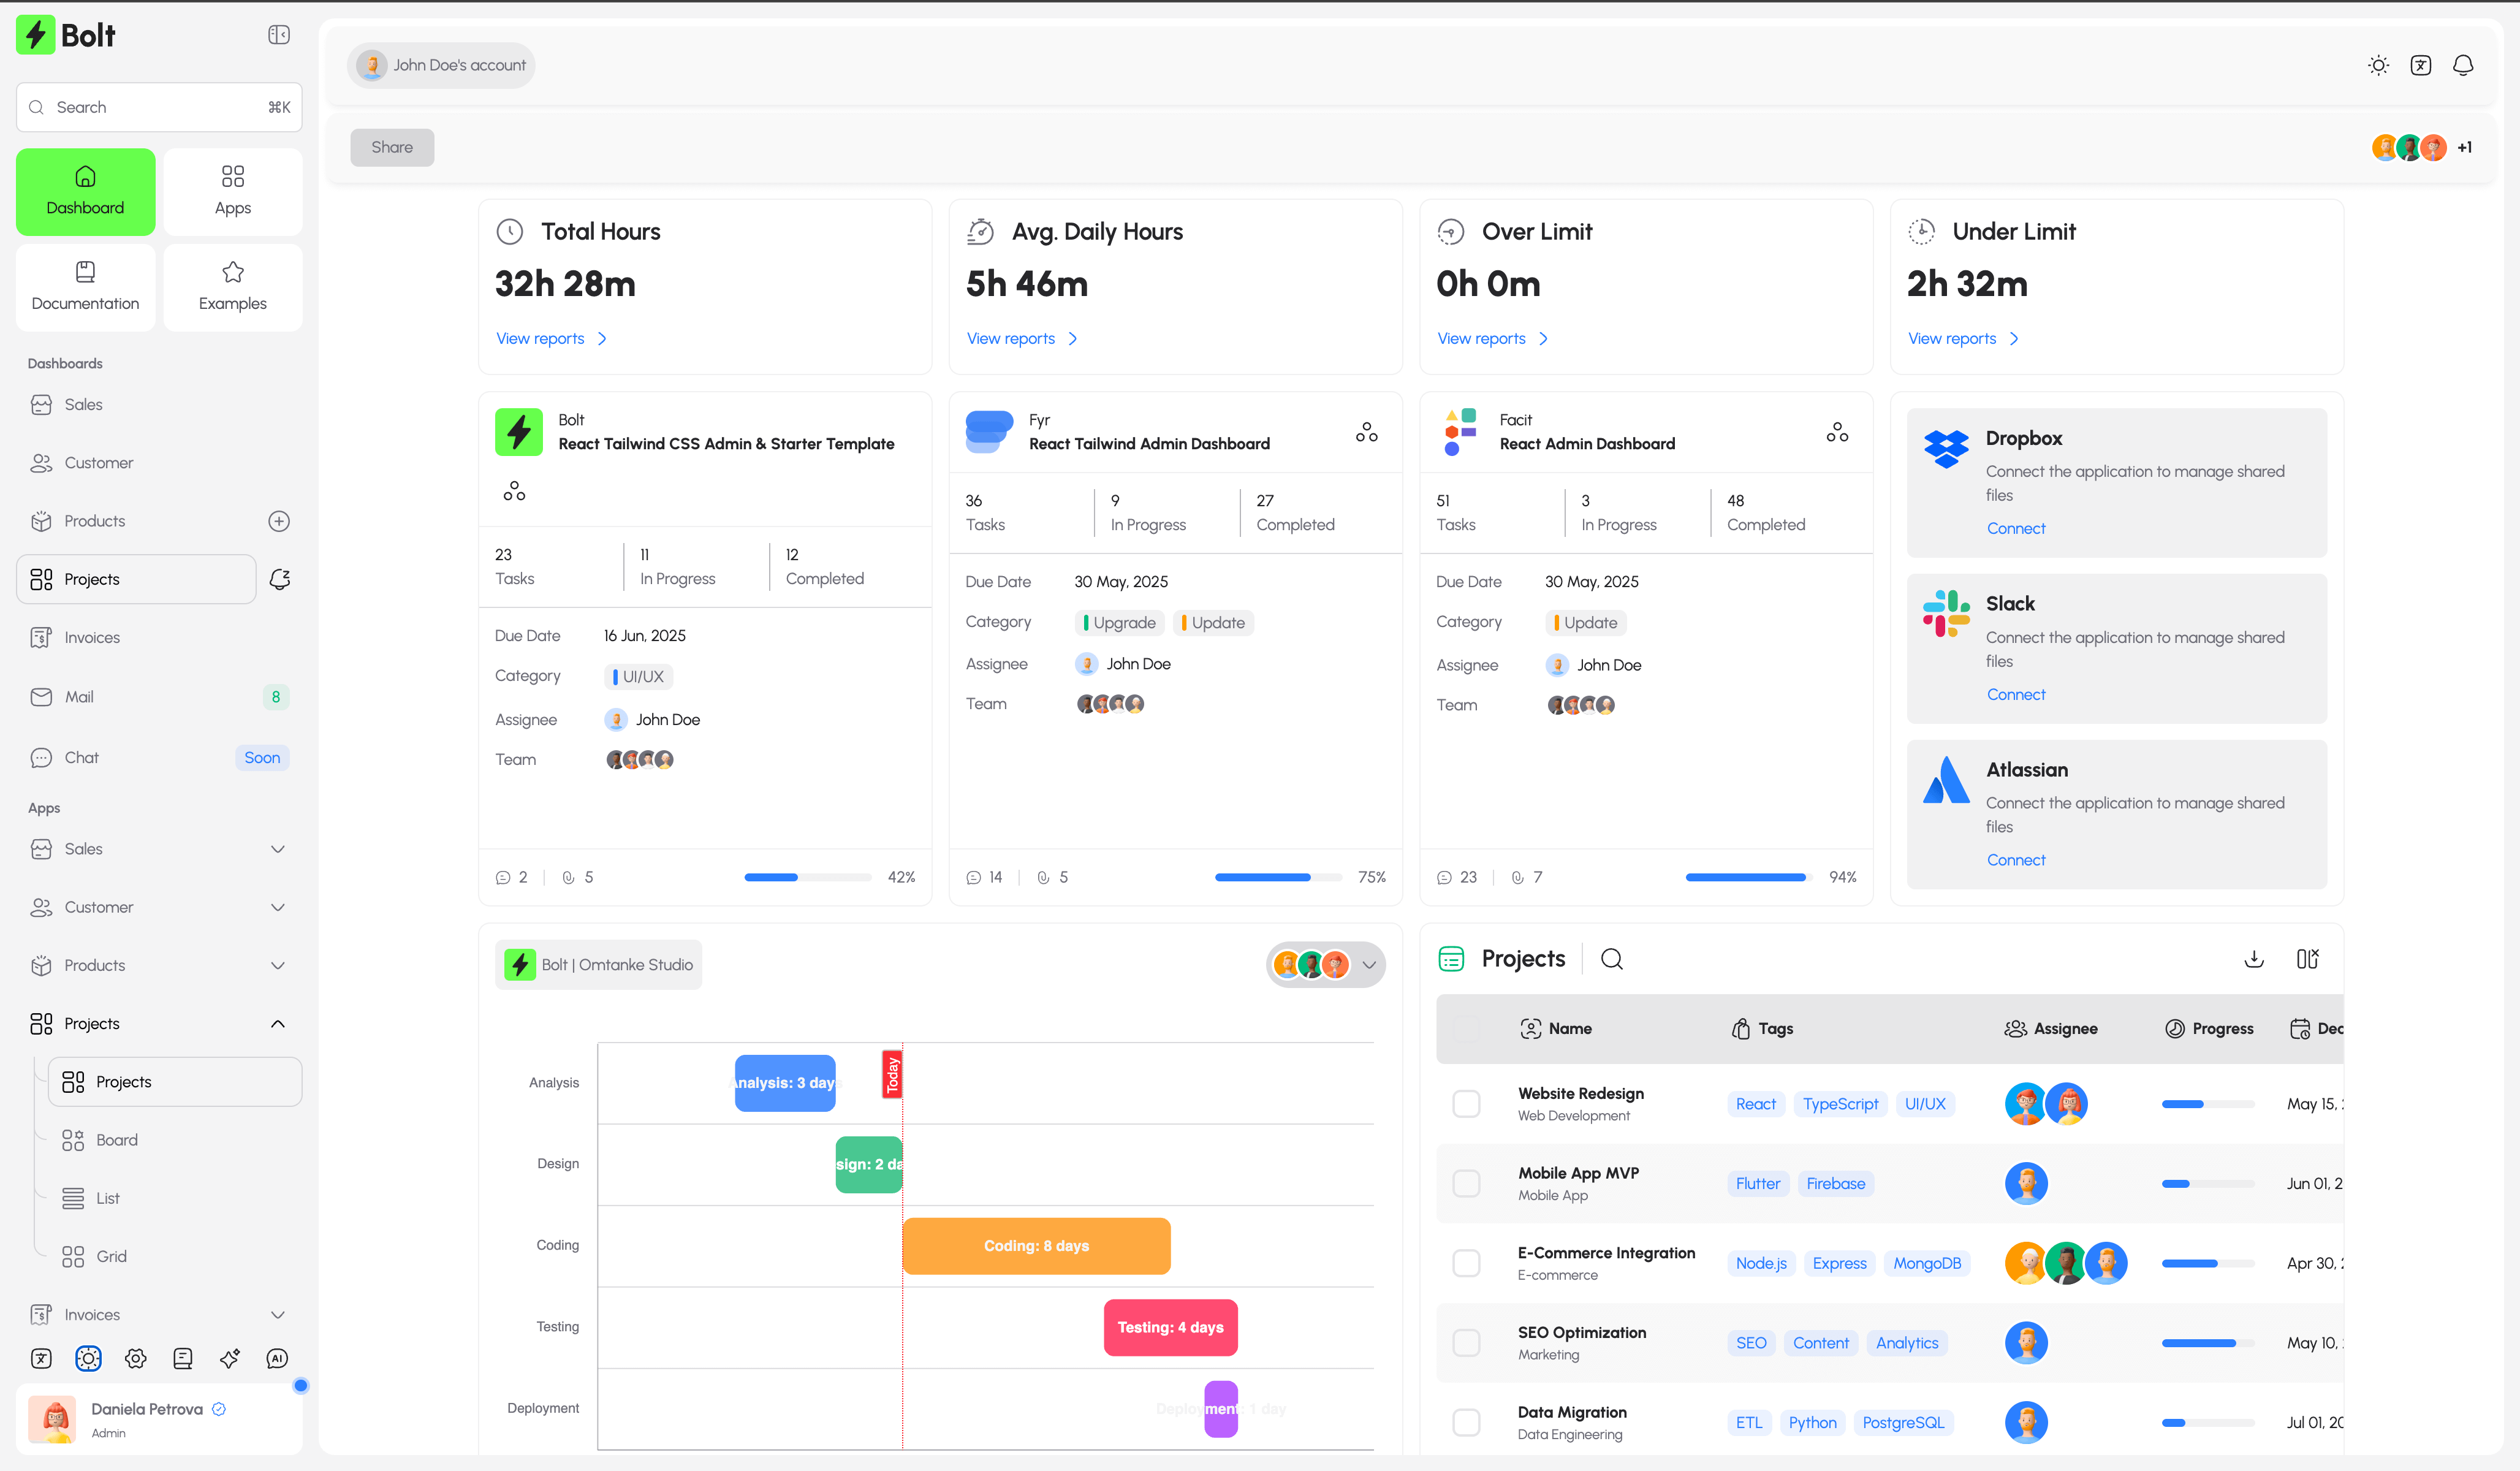 Bolt
Search
⌘K
Dashboard
Apps
Documentation
Examples
Dashboards
Sales
Customer
Products
Projects
Invoices
Mail
8
Chat
Soon
Apps
Sales
Customer
Products
Projects
Projects
Board
List
Grid
Invoices
AI
Daniela Petrova
Admin
John Doe's account
Share
+1
Total Hours
32h 28m
View reports
Avg. Daily Hours
5h 46m
View reports
Over Limit
0h 0m
View reports
Under Limit
2h 32m
View reports
Bolt
React Tailwind CSS Admin & Starter Template
23
Tasks
11
In Progress
12
Completed
Due Date
16 Jun, 2025
Category
UI/UX
Assignee
John Doe
Team
2
5
42%
Fyr
React Tailwind Admin Dashboard
36
Tasks
9
In Progress
27
Completed
Due Date
30 May, 2025
Category
Upgrade
Update
Assignee
John Doe
Team
14
5
75%
Facit
React Admin Dashboard
51
Tasks
3
In Progress
48
Completed
Due Date
30 May, 2025
Category
Update
Assignee
John Doe
Team
23
7
94%
Dropbox
Connect the application to manage shared
files
Connect
Slack
Connect the application to manage shared
files
Connect
Atlassian
Connect the application to manage shared
files
Connect
Bolt | Omtanke Studio
Today
Analysis
Analysis: 3 days
Design
sign: 2 da
Coding
Coding: 8 days
Testing
Testing: 4 days
Deployment
Deployment: 1 day
Projects
Name
Tags
Assignee
Progress
Website Redesign
Web Development
React
TypeScript
UI/UX
May 15,
Mobile App MVP
Mobile App
Flutter
Firebase
Jun 01, 2
E-Commerce Integration
E-commerce
Node.js
Express
MongoDB
Apr 30,
SEO Optimization
Marketing
SEO
Content
Analytics
May 10,
Data Migration
Data Engineering
ETL
Python
PostgreSQL
Jul 01, 20